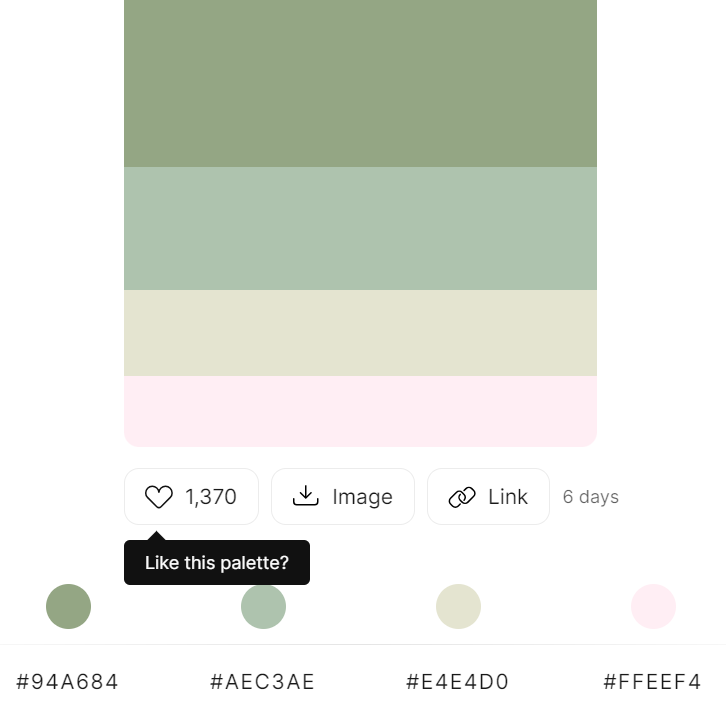 1,370 Image Link 6 days
Like this palette?
#94A684 #AEC3AE #E4E4D0 #FFEEF4